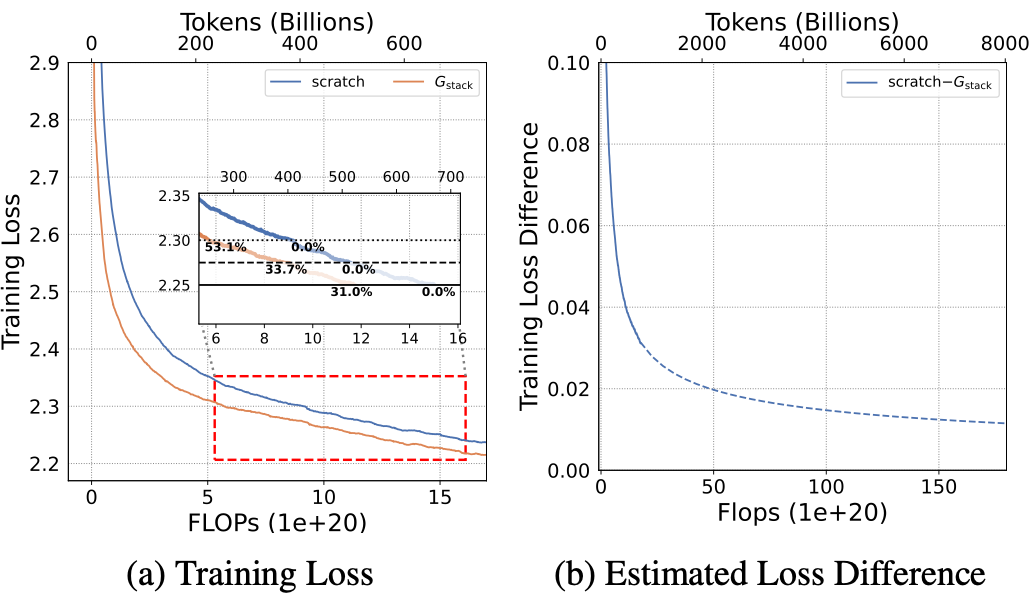 Tokens (Billions)
0 200 400 600
2.9
2.8
2.7
2.6
2.5
2.4
2.3
2.2
Training Loss
scratch Gstack
300 400 500 600 700
2.35
2.30
2.25
53.1% 0.0%
33.7% 0.0%
31.0% 0.0%
6 8 10 12 14 16
0 5 10 15
FLOPs (1e+20)
(a) Training Loss
Tokens (Billions)
0 2000 4000 6000 8000
0.10
0.08
0.06
0.04
0.02
0.00
Training Loss Difference
scratch−Gstack
0 50 100 150
Flops (1e+20)
(b) Estimated Loss Difference